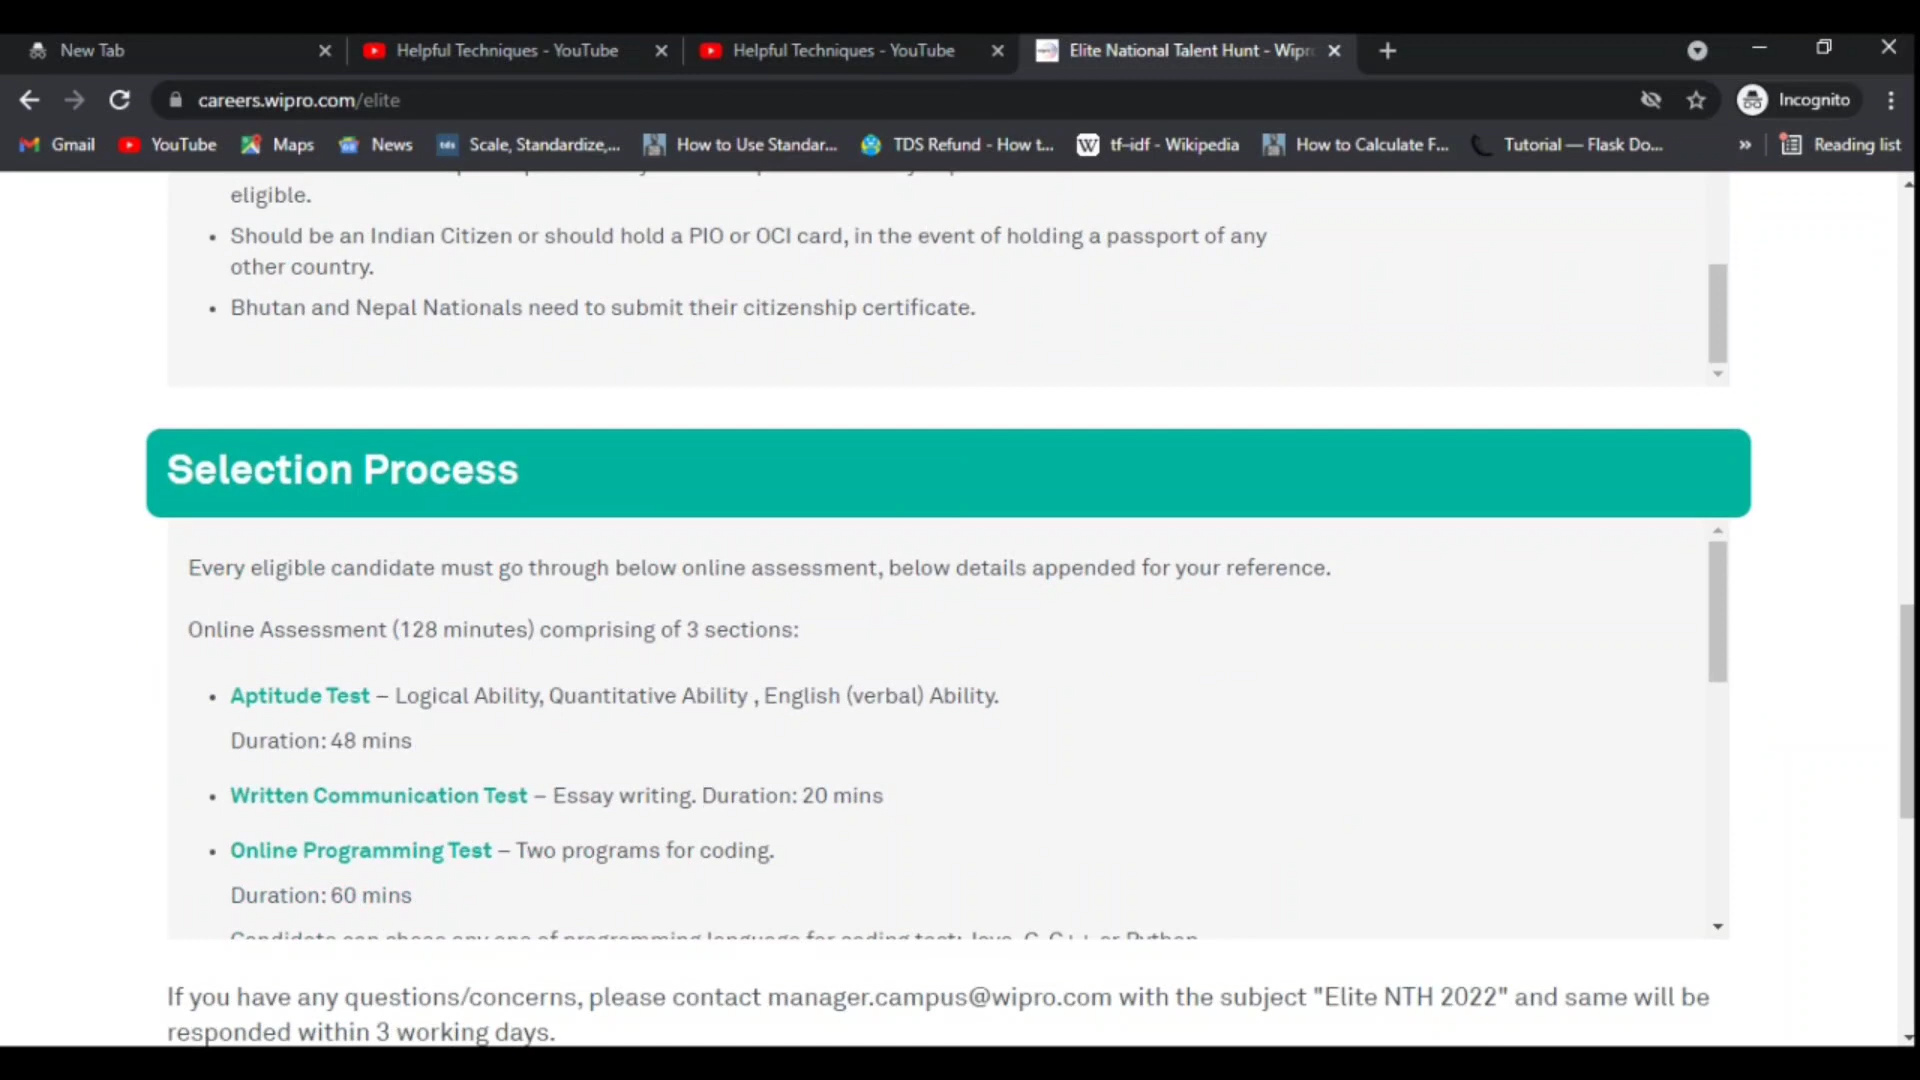 New Tab
Helpful Techniques - YouTube
Helpful Techniques - YouTube
Elite National Talent Hunt - Wipr
careers.wipro.com/elite
Incognito
Gmail
YouTube
Maps
News
Scale, Standardize,...
How to Use Standar...
TDS Refund - How t...
tf–idf - Wikipedia
How to Calculate F...
Tutorial — Flask Do...
Reading list
eligible.
• Should be an Indian Citizen or should hold a PIO or OCI card, in the event of holding a passport of any
other country.
• Bhutan and Nepal Nationals need to submit their citizenship certificate.
Selection Process
Every eligible candidate must go through below online assessment, below details appended for your reference.
Online Assessment (128 minutes) comprising of 3 sections:
• Aptitude Test – Logical Ability, Quantitative Ability , English (verbal) Ability.
Duration: 48 mins
• Written Communication Test – Essay writing. Duration: 20 mins
• Online Programming Test – Two programs for coding.
Duration: 60 mins
If you have any questions/concerns, please contact manager.campus@wipro.com with the subject "Elite NTH 2022" and same will be
responded within 3 working days.